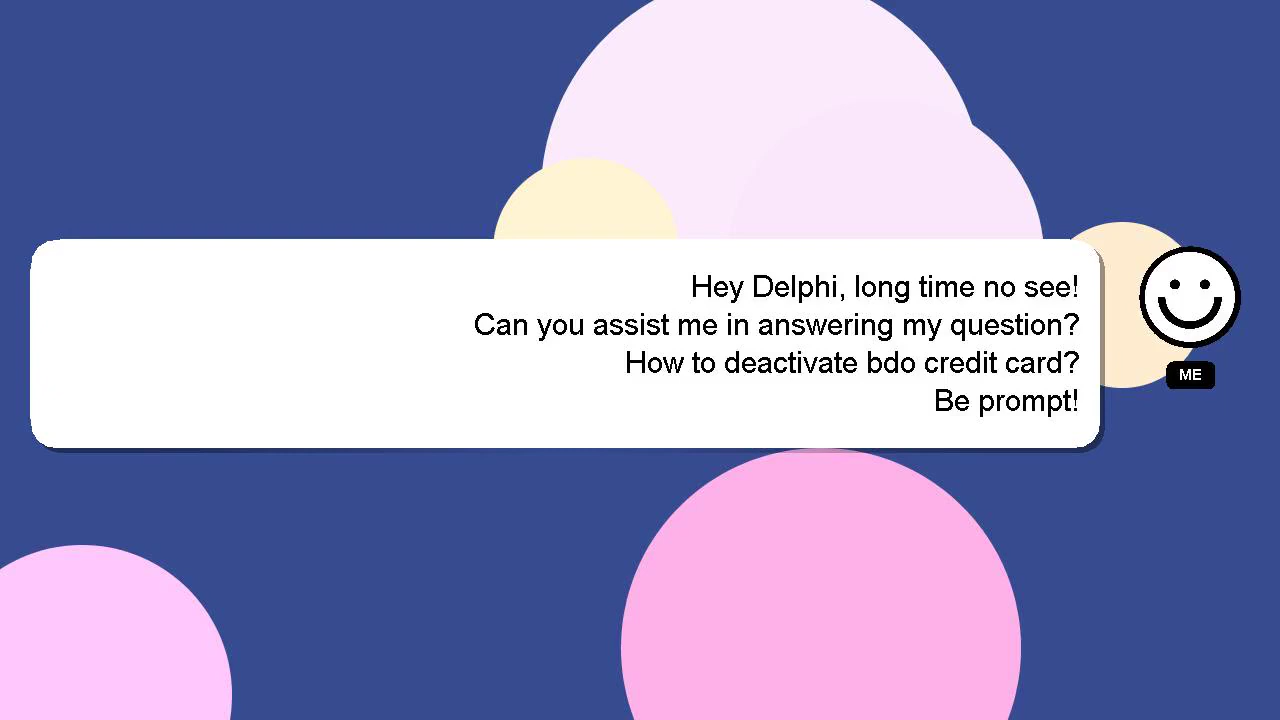 Hey Delphi, long time no see!
Can you assist me in answering my question?
How to deactivate bdo credit card?
Be prompt!
ME